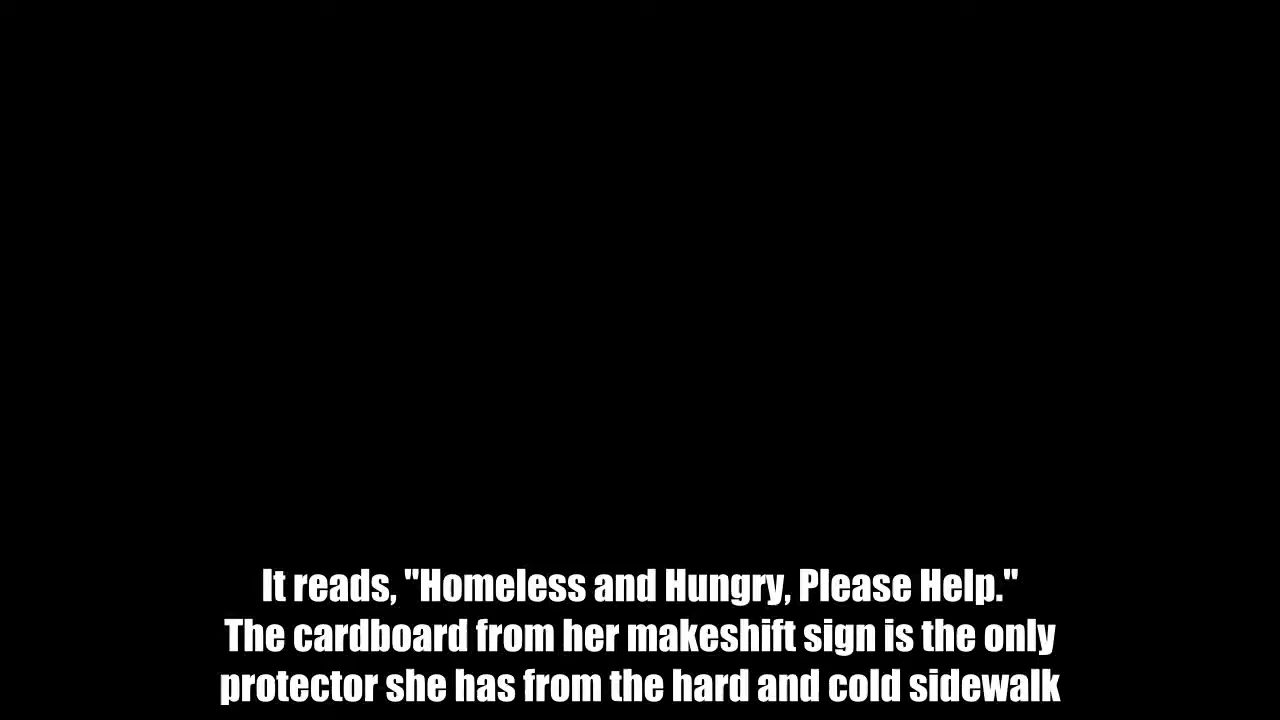 It reads, "Homeless and Hungry, Please Help."
The cardboard from her makeshift sign is the only
protector she has from the hard and cold sidewalk